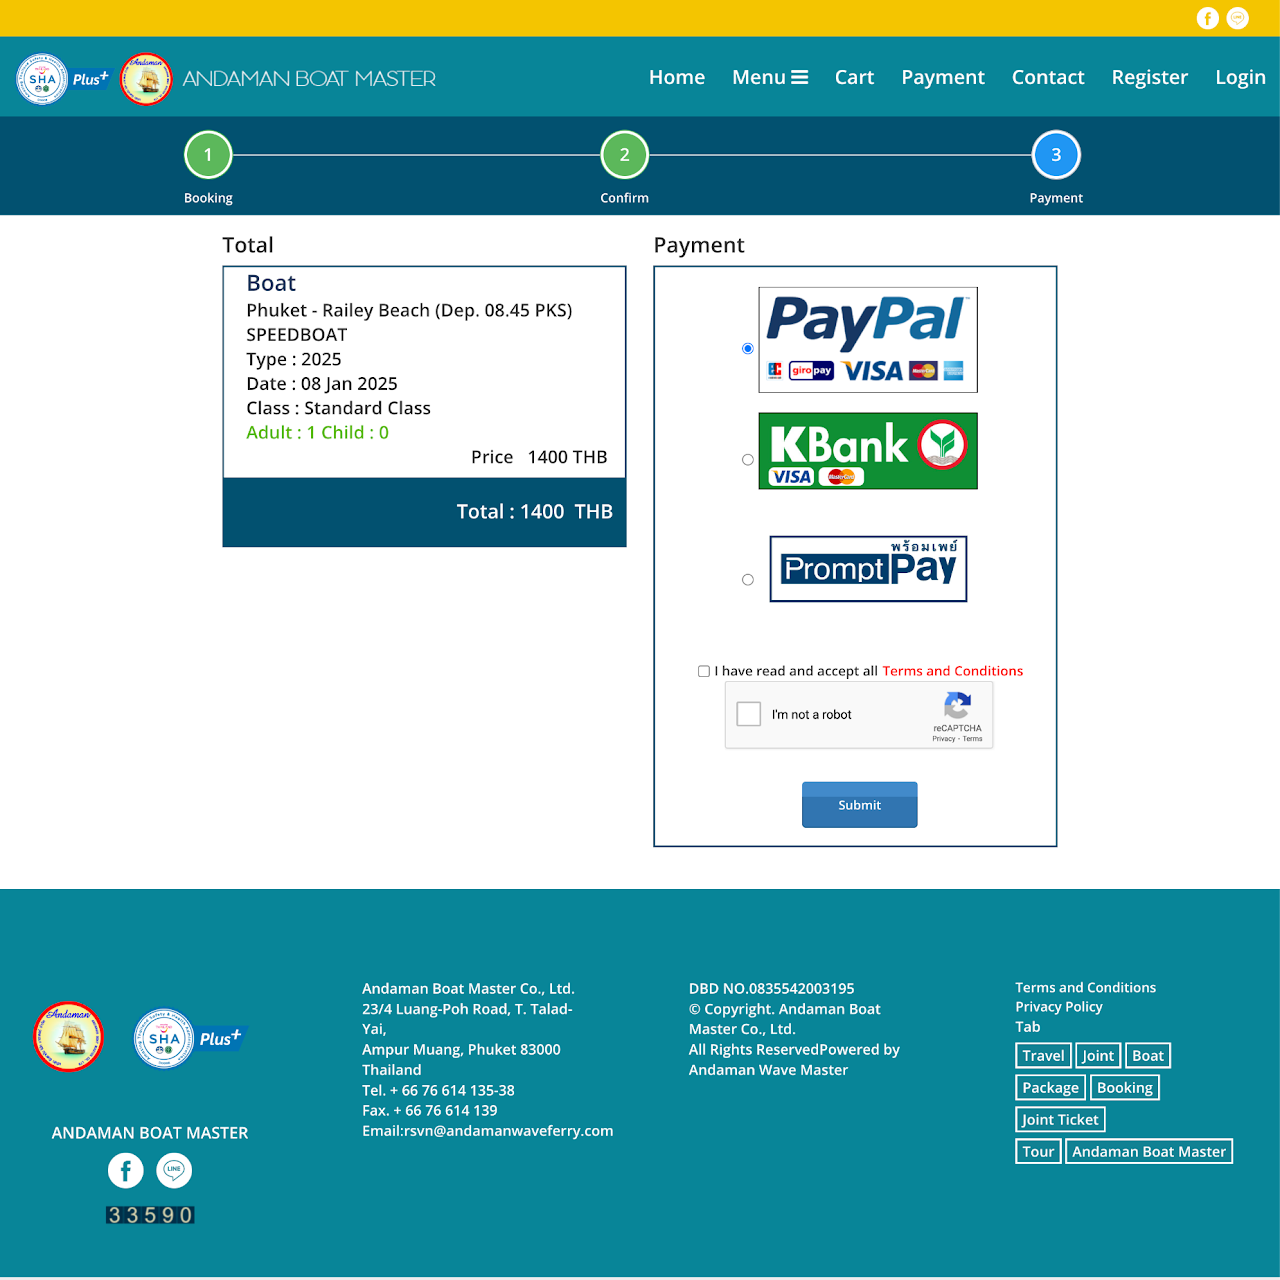 SHA Plus+ Andaman ANDAMAN BOAT MASTER
Home Menu Cart Payment Contact Register Login
1 2 3
Booking Confirm Payment
Total
Boat
Phuket - Railey Beach (Dep. 08.45 PKS)
SPEEDBOAT
Type : 2025
Date : 08 Jan 2025
Class : Standard Class
Adult : 1 Child : 0
Price 1400 THB
Total : 1400 THB
Payment
PayPal
giropay VISA MasterCard
KBank
VISA MasterCard
พร้อมเพย์
PromptPay
I have read and accept all Terms and Conditions
I'm not a robot
reCAPTCHA
Privacy - Terms
Submit
Andaman SHA Plus+
ANDAMAN BOAT MASTER
LINE
33590
Andaman Boat Master Co., Ltd.
23/4 Luang-Poh Road, T. Talad-
Yai,
Ampur Muang, Phuket 83000
Thailand
Tel. + 66 76 614 135-38
Fax. + 66 76 614 139
Email:rsvn@andamanwaveferry.com
DBD NO.0835542003195
© Copyright. Andaman Boat
Master Co., Ltd.
All Rights ReservedPowered by
Andaman Wave Master
Terms and Conditions
Privacy Policy
Tab
Travel Joint Boat
Package Booking
Joint Ticket
Tour Andaman Boat Master